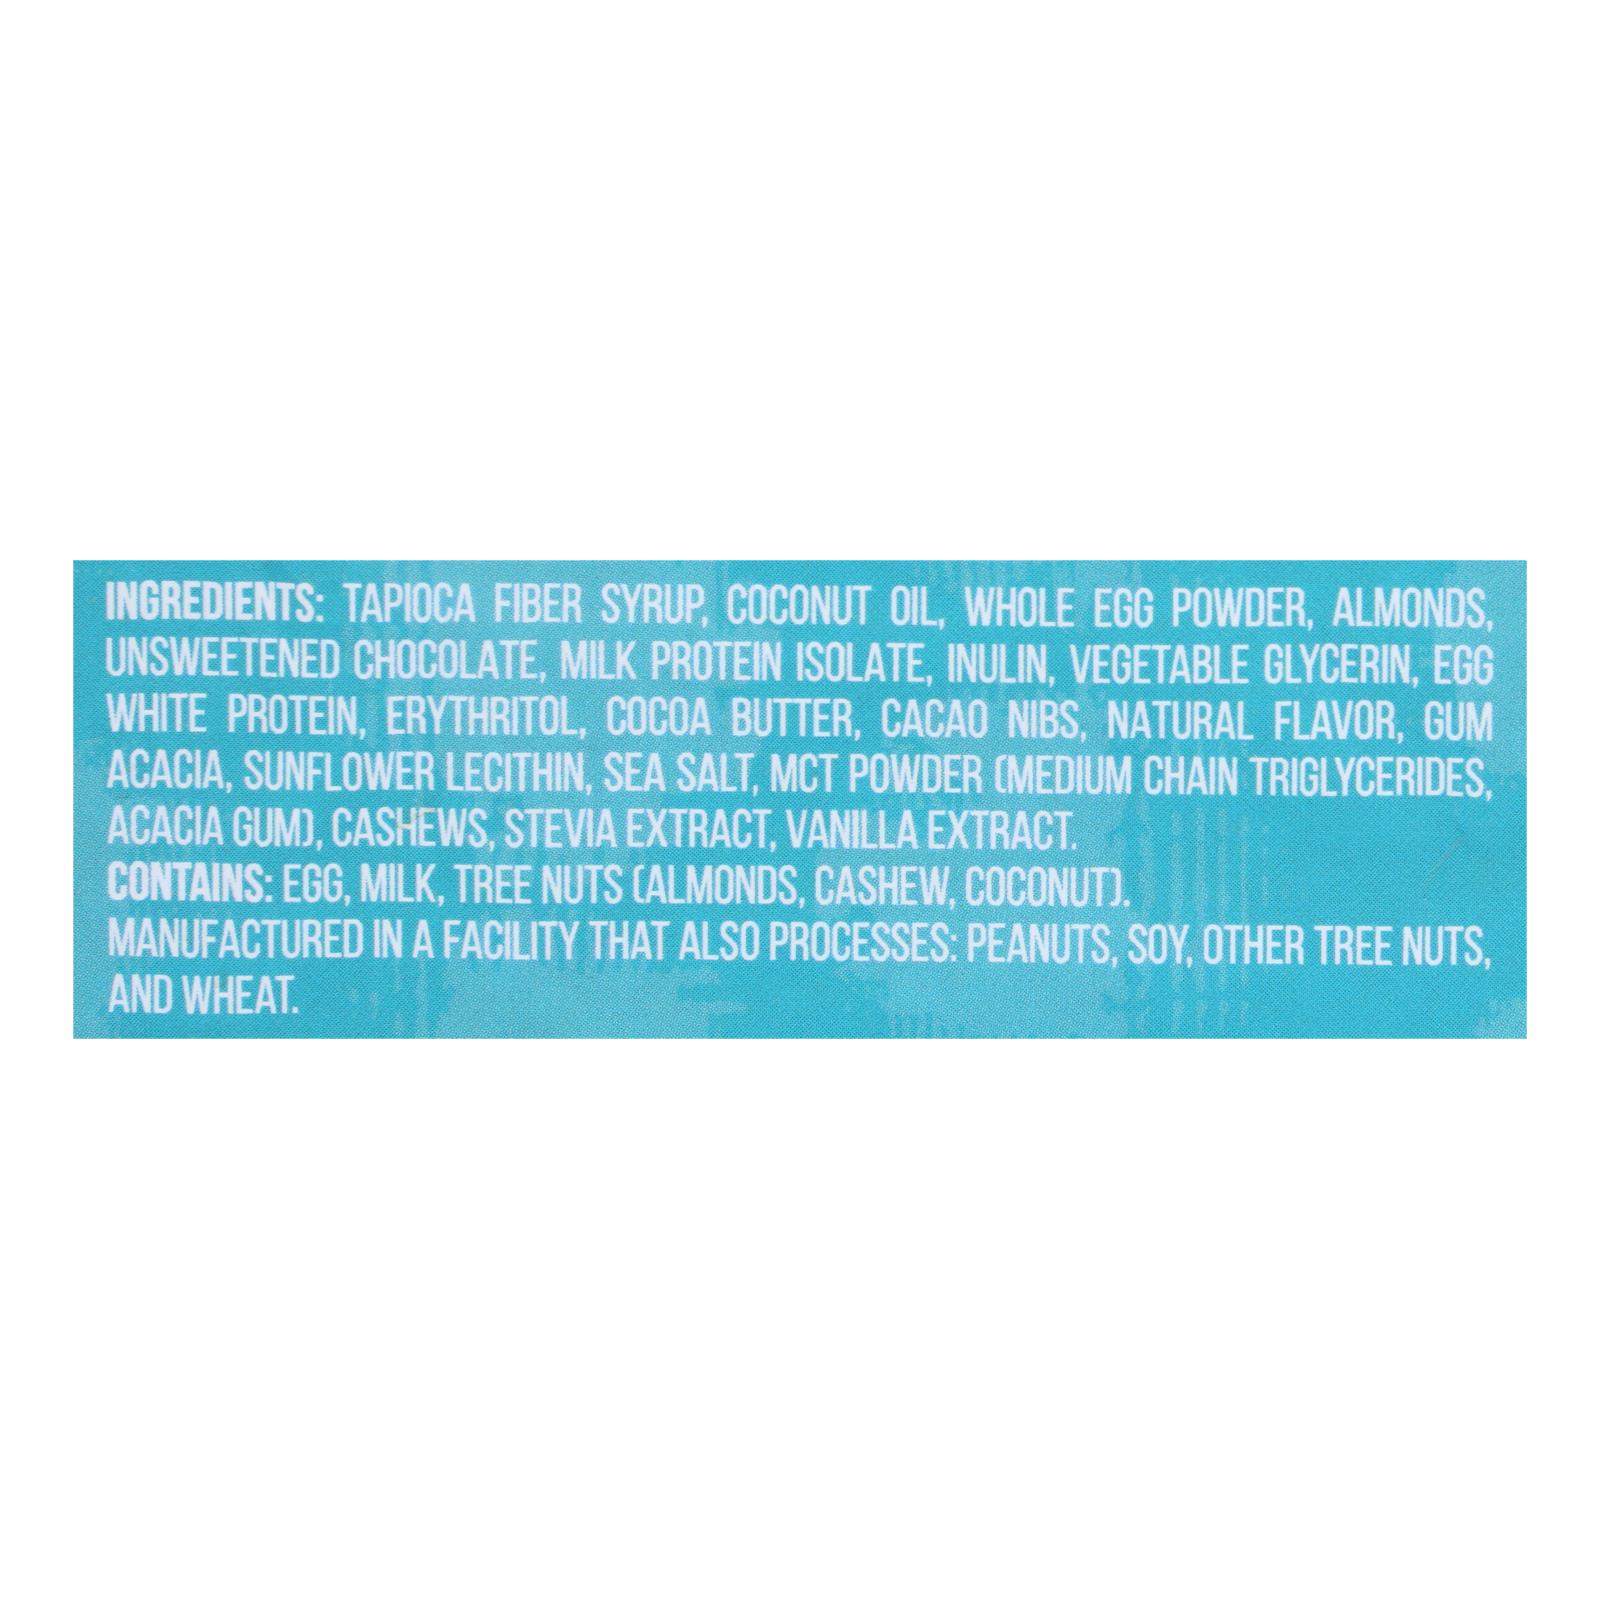 INGREDIENTS: TAPIOCA FIBER SYRUP, COCONUT OIL, WHOLE EGG POWDER, ALMONDS,
UNSWEETENED CHOCOLATE, MILK PROTEIN ISOLATE, INULIN, VEGETABLE GLYCERIN, EGG
WHITE PROTEIN, ERYTHRITOL, COCOA BUTTER, CACAO NIBS, NATURAL FLAVOR, GUM
ACACIA, SUNFLOWER LECITHIN, SEA SALT, MCT POWDER (MEDIUM CHAIN TRIGLYCERIDES,
ACACIA GUM), CASHEWS, STEVIA EXTRACT, VANILLA EXTRACT.
CONTAINS: EGG, MILK, TREE NUTS (ALMONDS, CASHEW, COCONUT).
MANUFACTURED IN A FACILITY THAT ALSO PROCESSES: PEANUTS, SOY, OTHER TREE NUTS,
AND WHEAT.